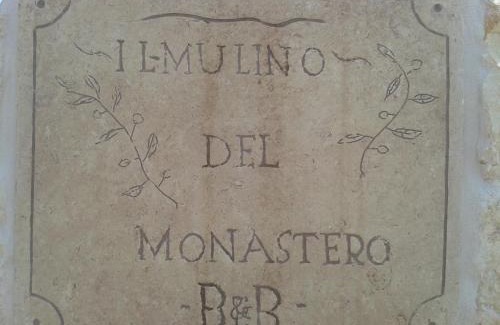 IL MULINO
DEL
MONASTERO
-B&B-